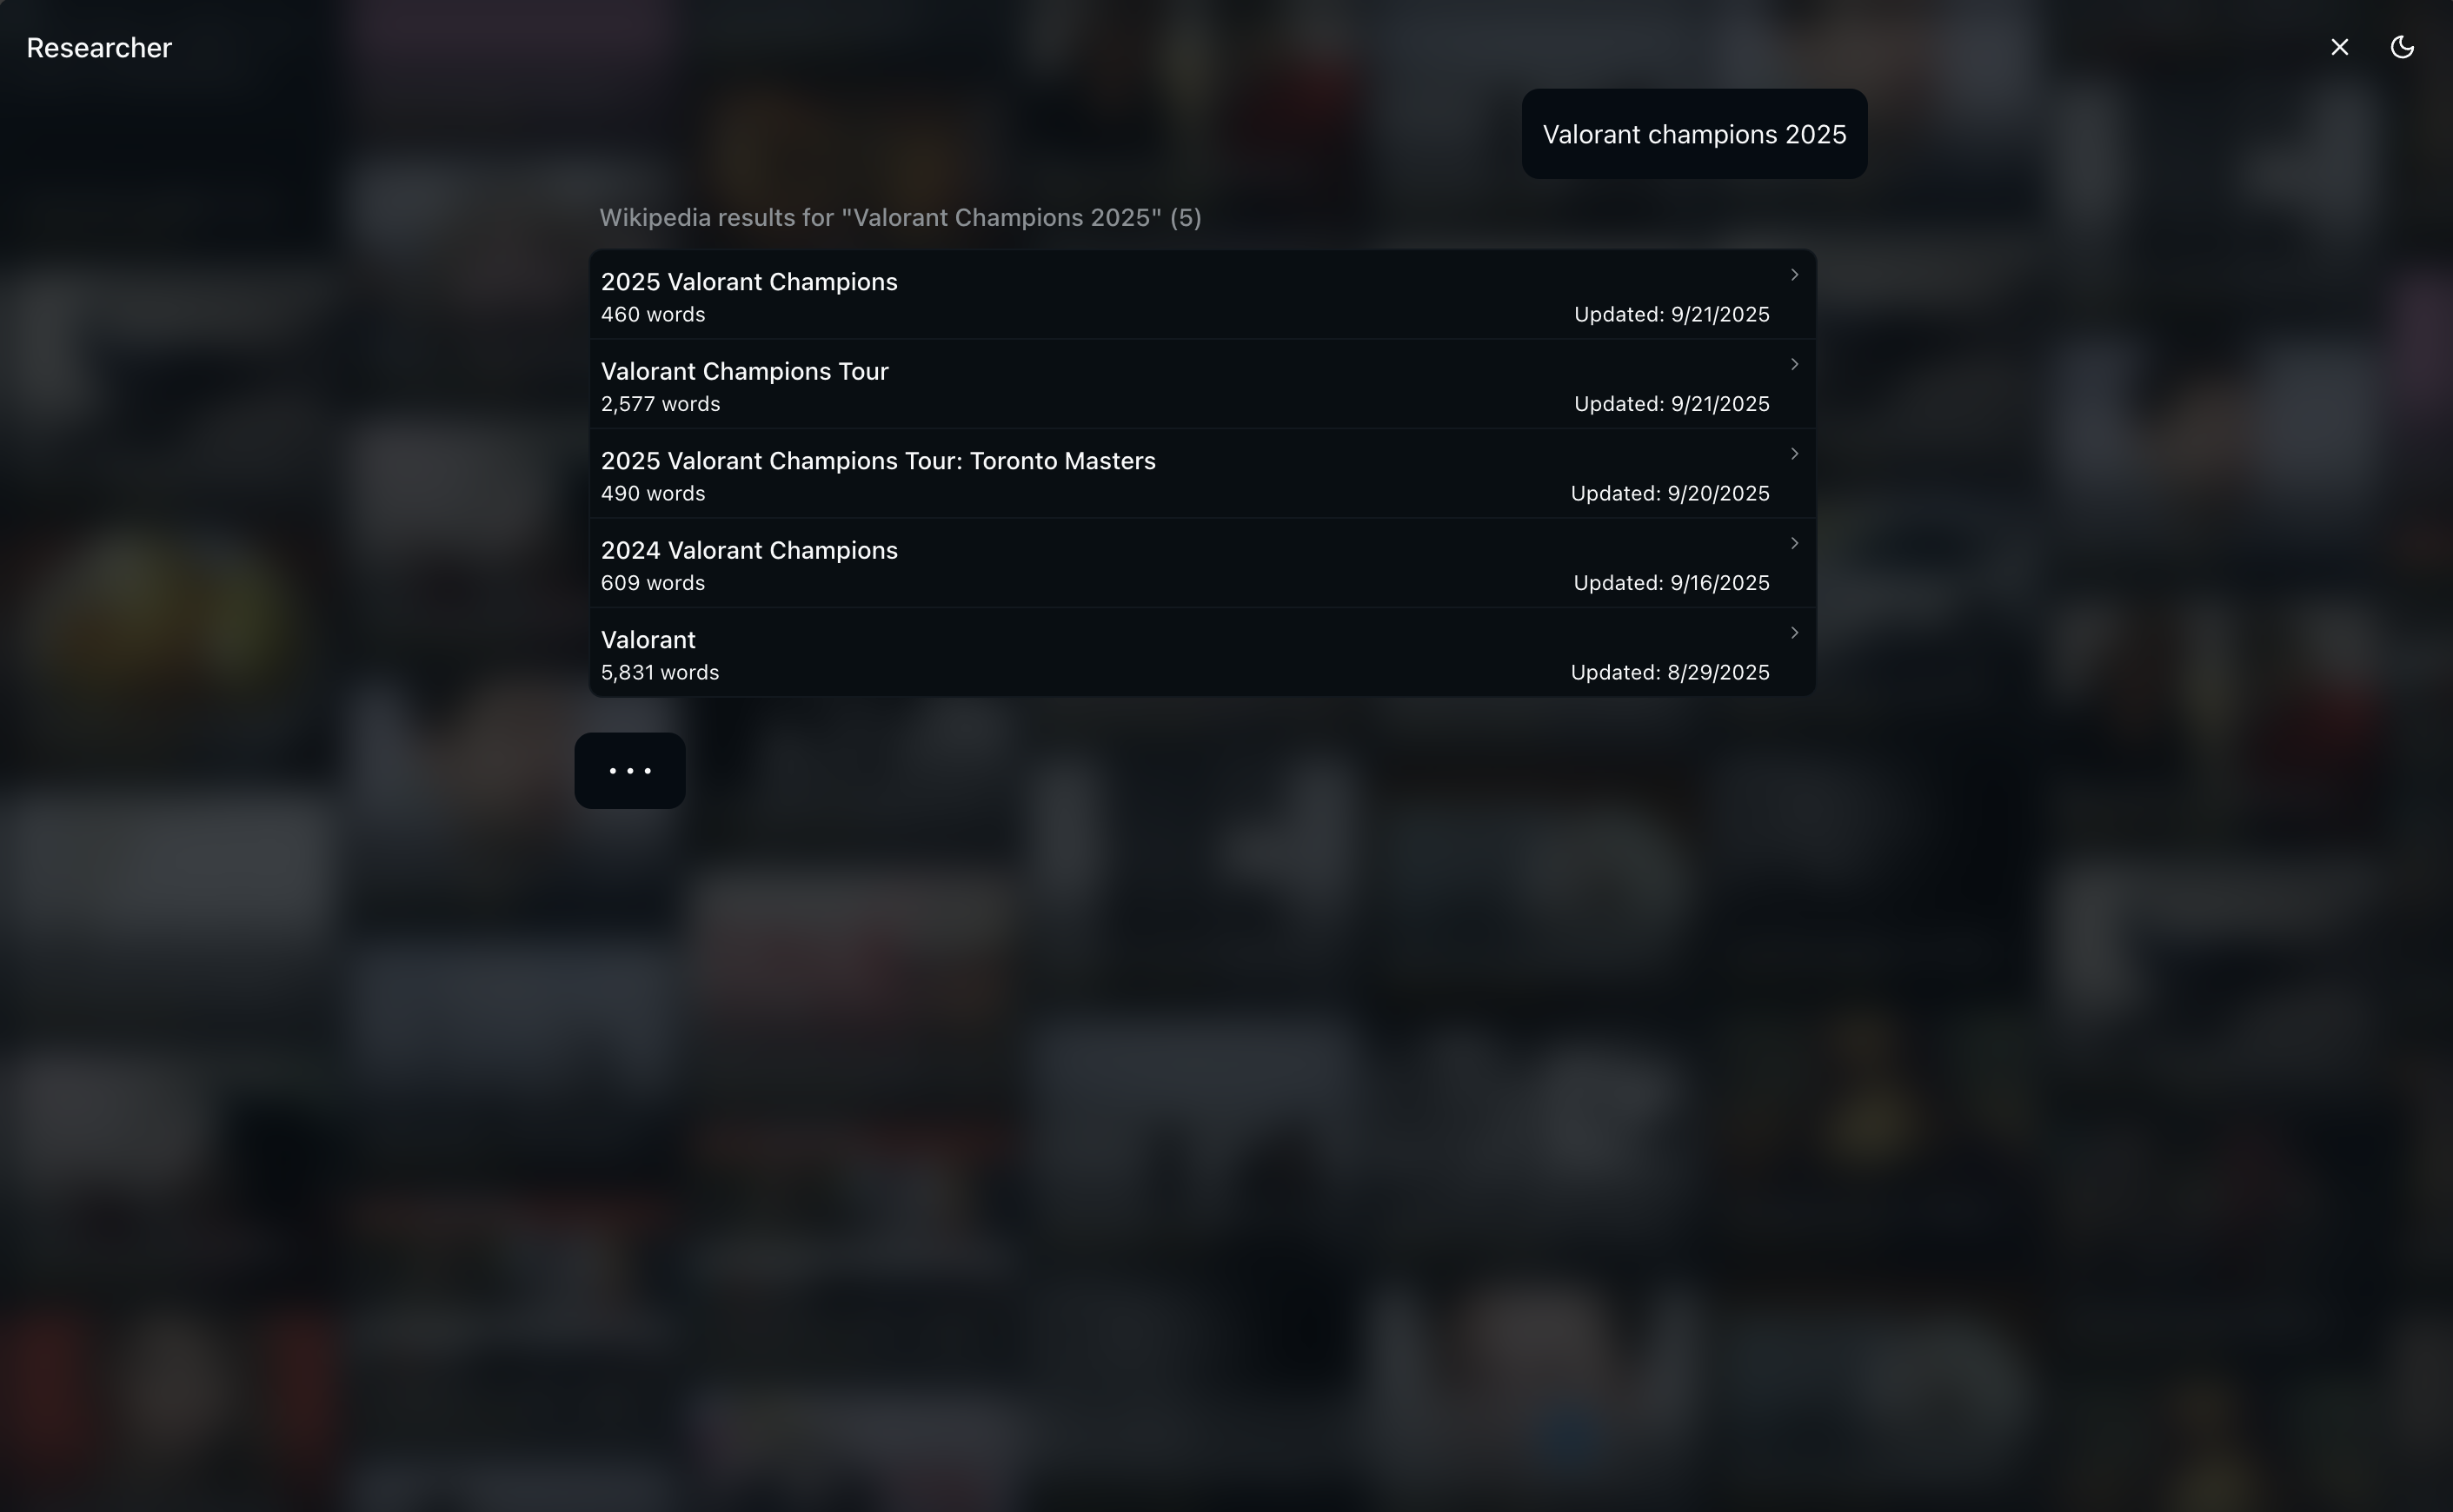 Researcher
Valorant champions 2025
Wikipedia results for "Valorant Champions 2025" (5)
2025 Valorant Champions
460 words
Updated: 9/21/2025
Valorant Champions Tour
2,577 words
Updated: 9/21/2025
2025 Valorant Champions Tour: Toronto Masters
490 words
Updated: 9/20/2025
2024 Valorant Champions
609 words
Updated: 9/16/2025
Valorant
5,831 words
Updated: 8/29/2025